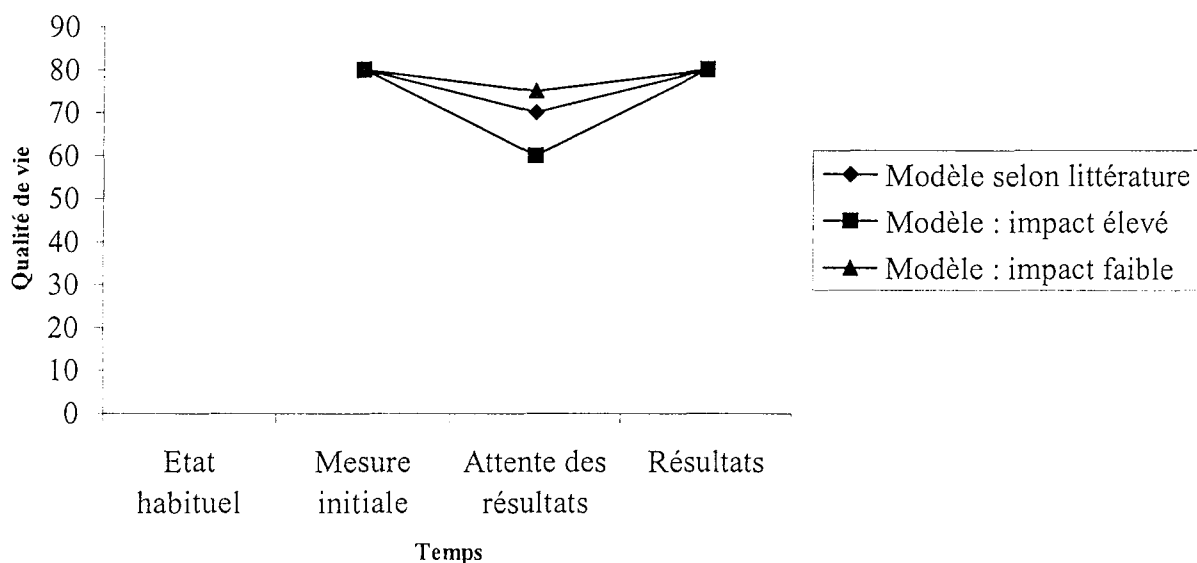 90
80
70
60
50
40
30
20
10
0
Qualité de vie
Etat
habituel
Mesure
initiale
Attente des
résultats
Résultats
Temps
Modèle selon littérature
Modèle : impact élevé
Modèle : impact faible